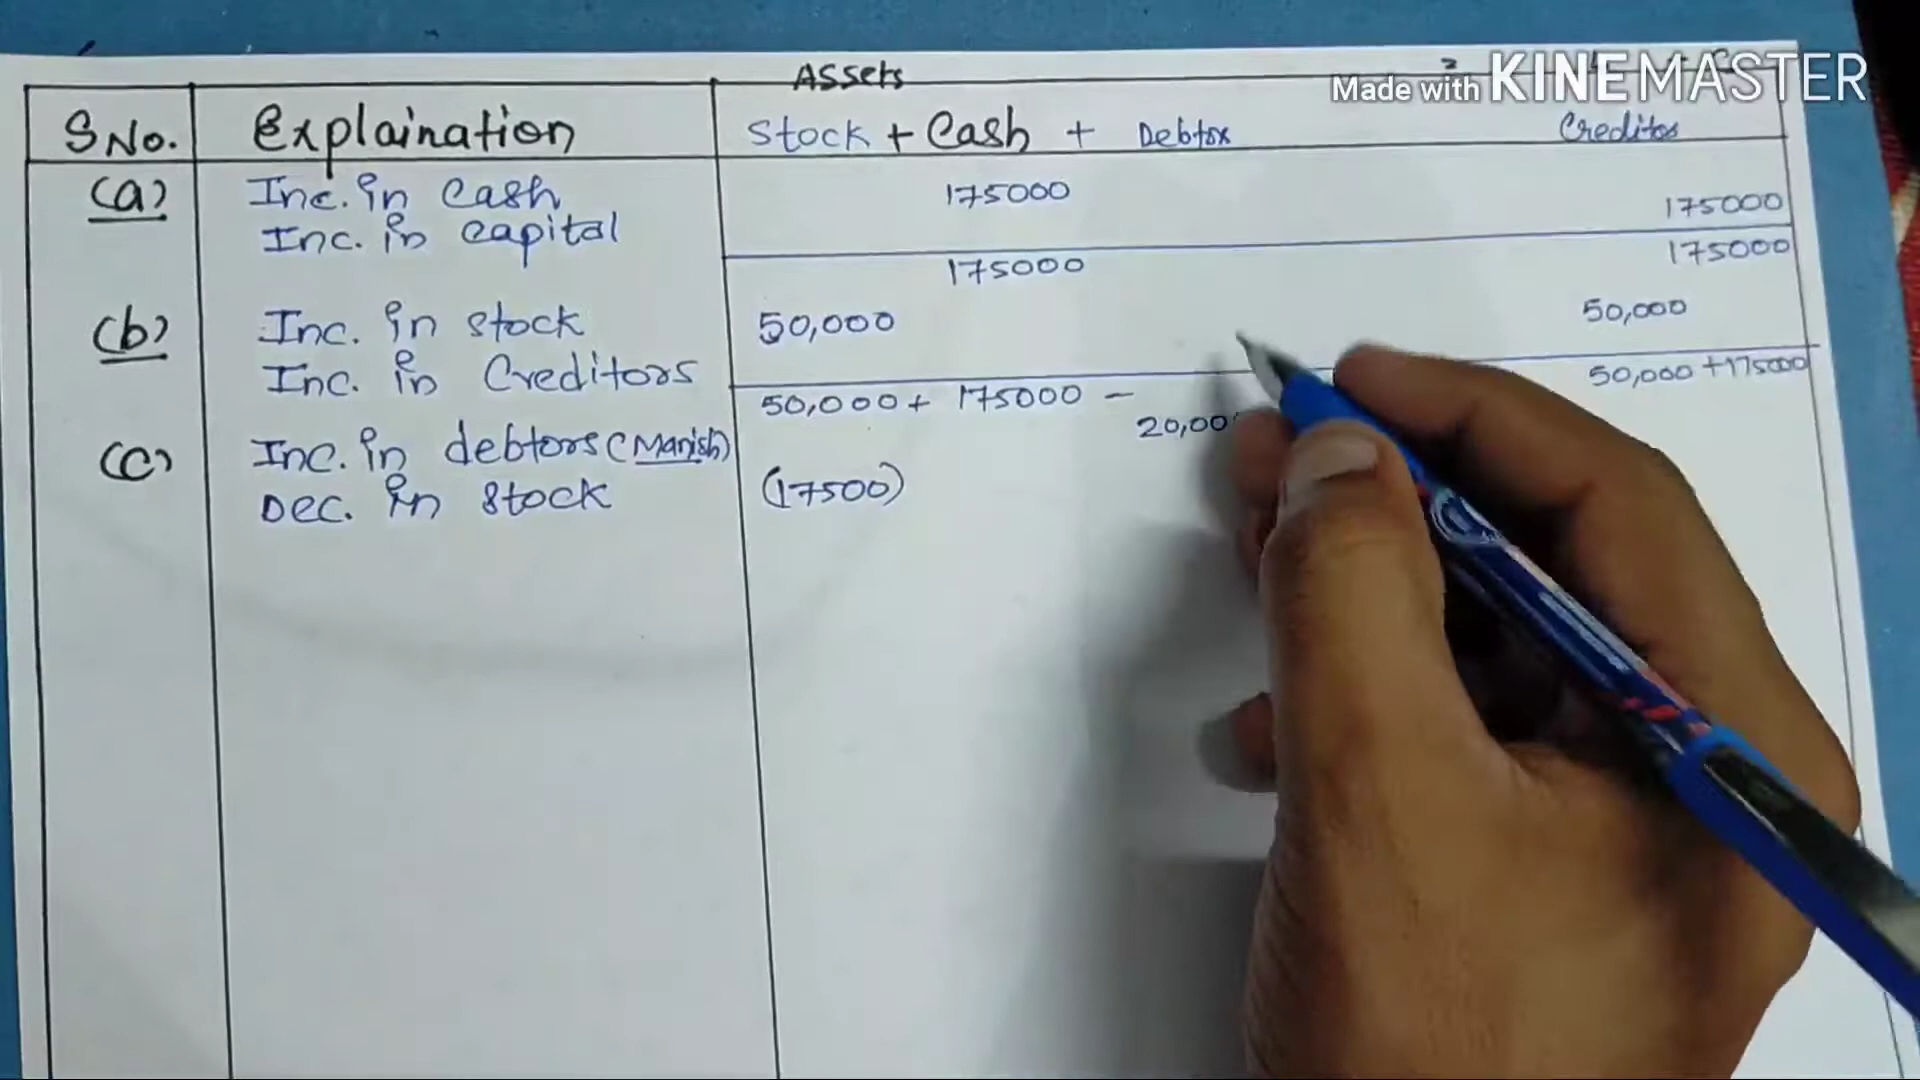 Assets
Made with KINEMASTER
S No. Explaination Stock + Cash + Debtox Creditos
(a) Inc. in cash 175000
Inc. in capital 175000
175000 175000
(b) Inc. in stock 50,000 50,000
Inc. in Creditors
50,000 + 175000 - 50,000 + 175000
(c) Inc. in debtors (Manish) 20,00
Dec. in stock (17500)